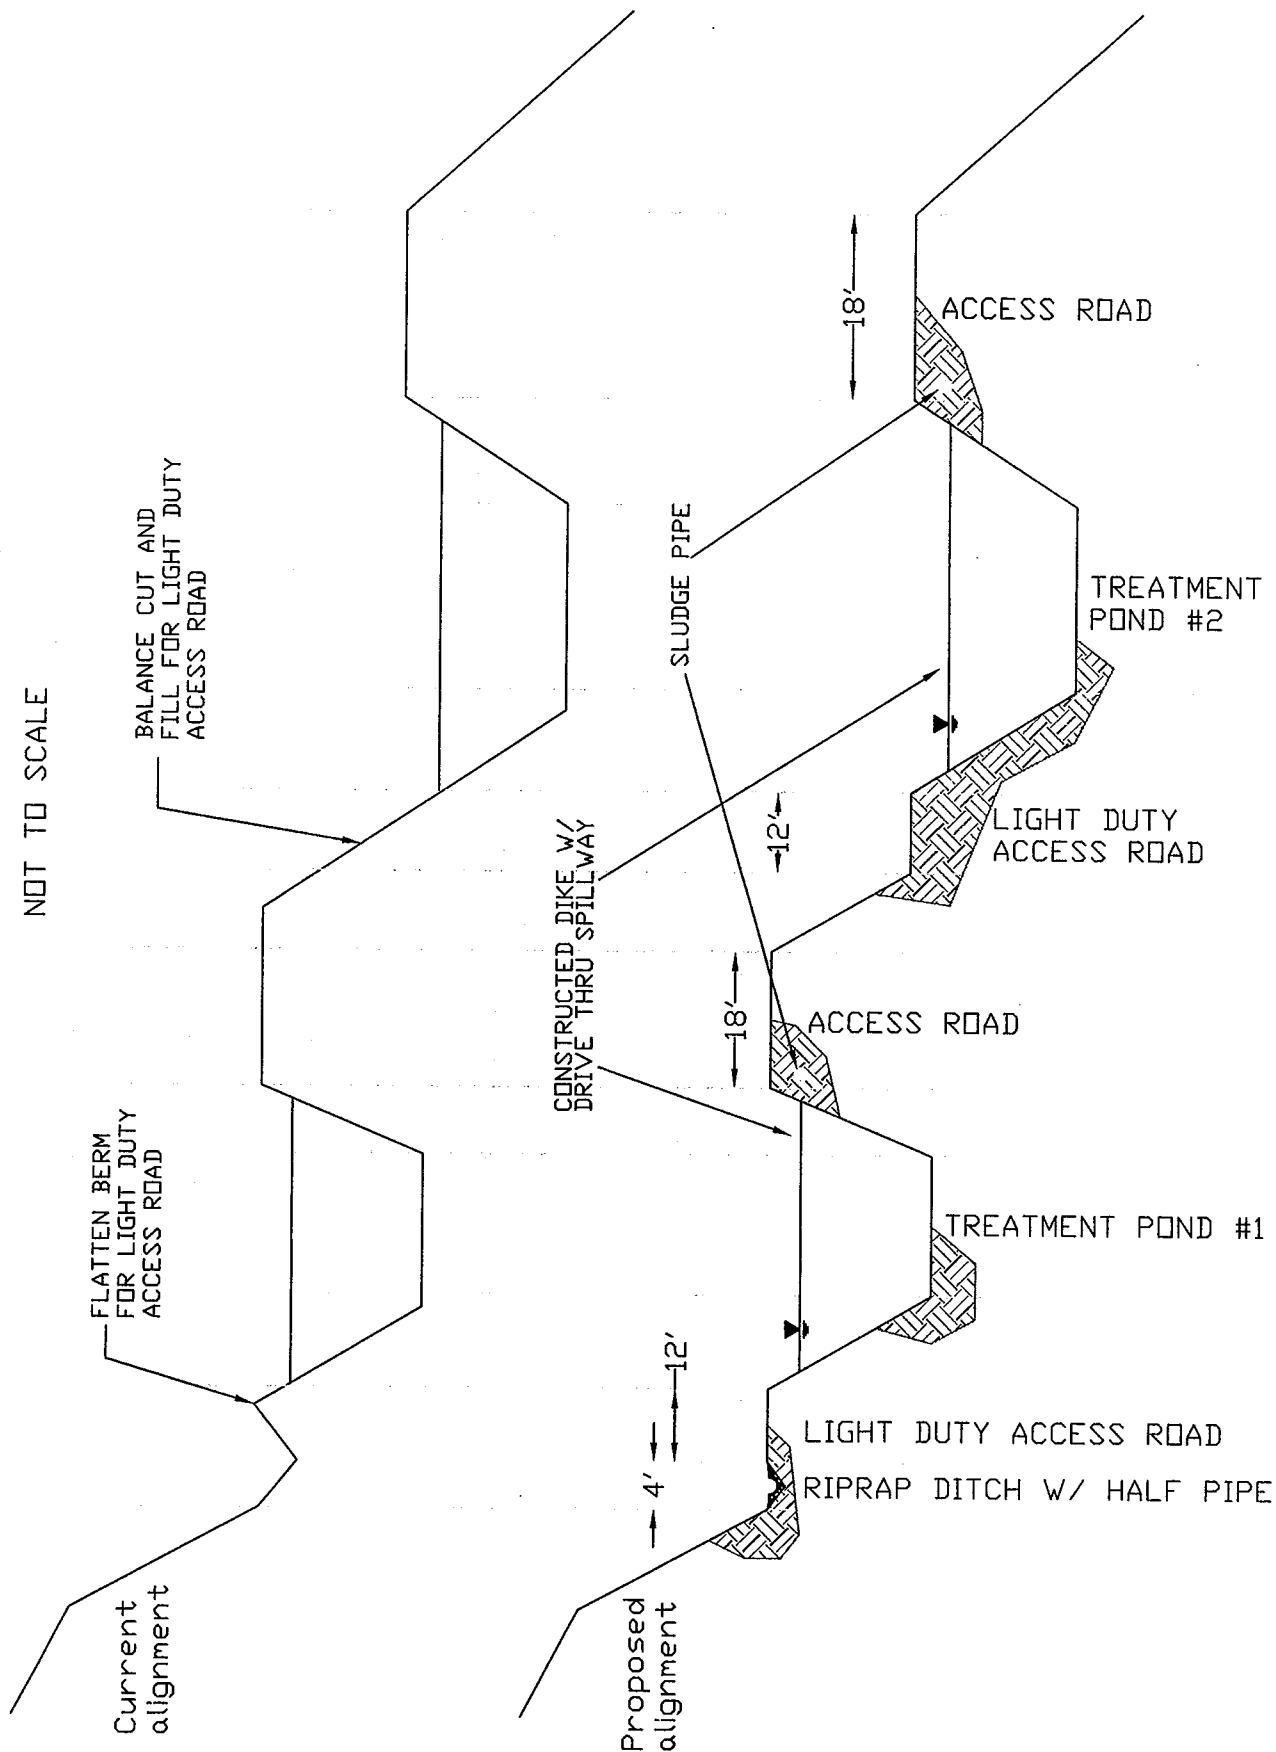 NOT TO SCALE
FLATTEN BERM
FOR LIGHT DUTY
ACCESS ROAD
BALANCE CUT AND
FILL FOR LIGHT DUTY
ACCESS ROAD
Current
alignment
CONSTRUCTED DIKE W/
DRIVE THRU SPILLWAY
SLUDGE PIPE
4'
12'
18'
12'
18'
Proposed
alignment
LIGHT DUTY ACCESS ROAD
RIPRAP DITCH W/ HALF PIPE
TREATMENT POND #1
ACCESS ROAD
LIGHT DUTY
ACCESS ROAD
TREATMENT
POND #2
ACCESS ROAD